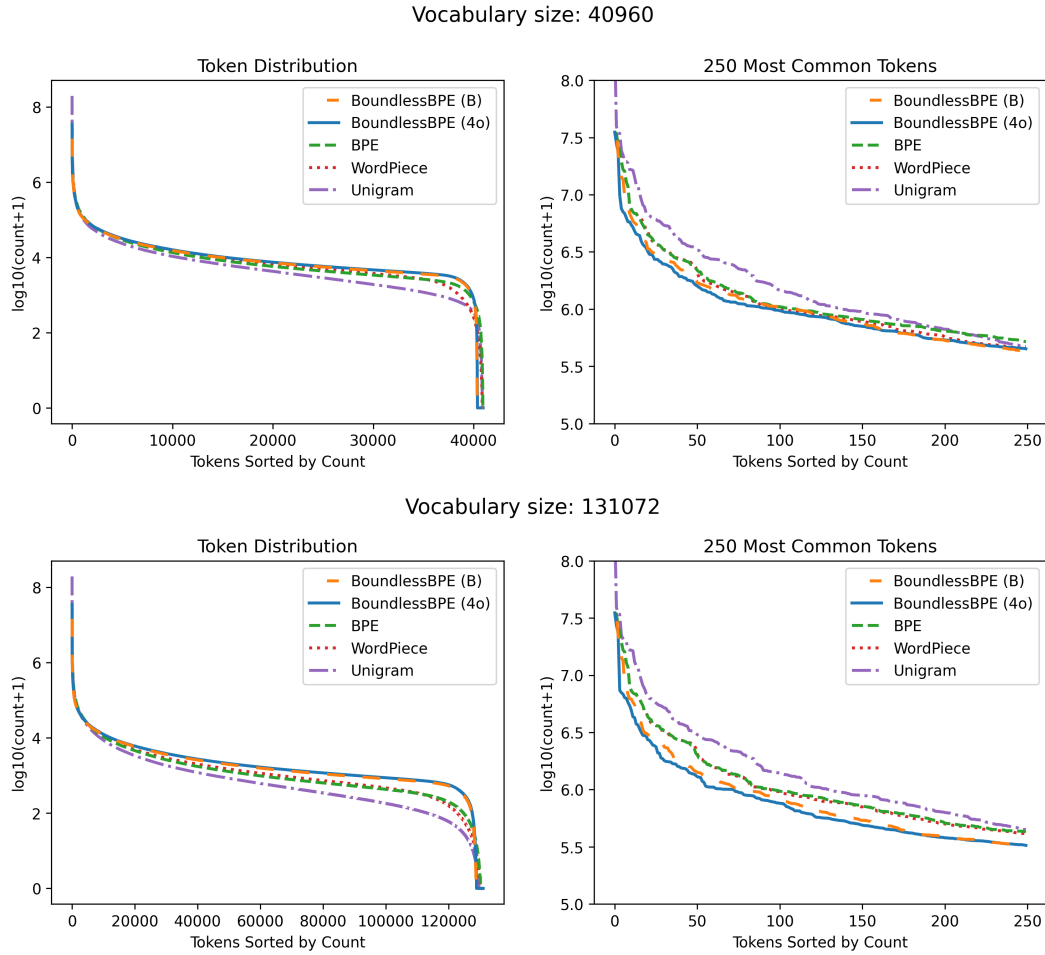 Vocabulary size: 40960
Token Distribution
log10(count+1)
8
6
4
2
0
BoundlessBPE (B)
BoundlessBPE (4o)
BPE
WordPiece
Unigram
0 10000 20000 30000 40000
Tokens Sorted by Count
250 Most Common Tokens
log10(count+1)
8.0
7.5
7.0
6.5
6.0
5.5
5.0
BoundlessBPE (B)
BoundlessBPE (4o)
BPE
WordPiece
Unigram
0 50 100 150 200 250
Tokens Sorted by Count
Vocabulary size: 131072
Token Distribution
log10(count+1)
8
6
4
2
0
BoundlessBPE (B)
BoundlessBPE (4o)
BPE
WordPiece
Unigram
0 20000 40000 60000 80000 100000 120000
Tokens Sorted by Count
250 Most Common Tokens
log10(count+1)
8.0
7.5
7.0
6.5
6.0
5.5
5.0
BoundlessBPE (B)
BoundlessBPE (4o)
BPE
WordPiece
Unigram
0 50 100 150 200 250
Tokens Sorted by Count